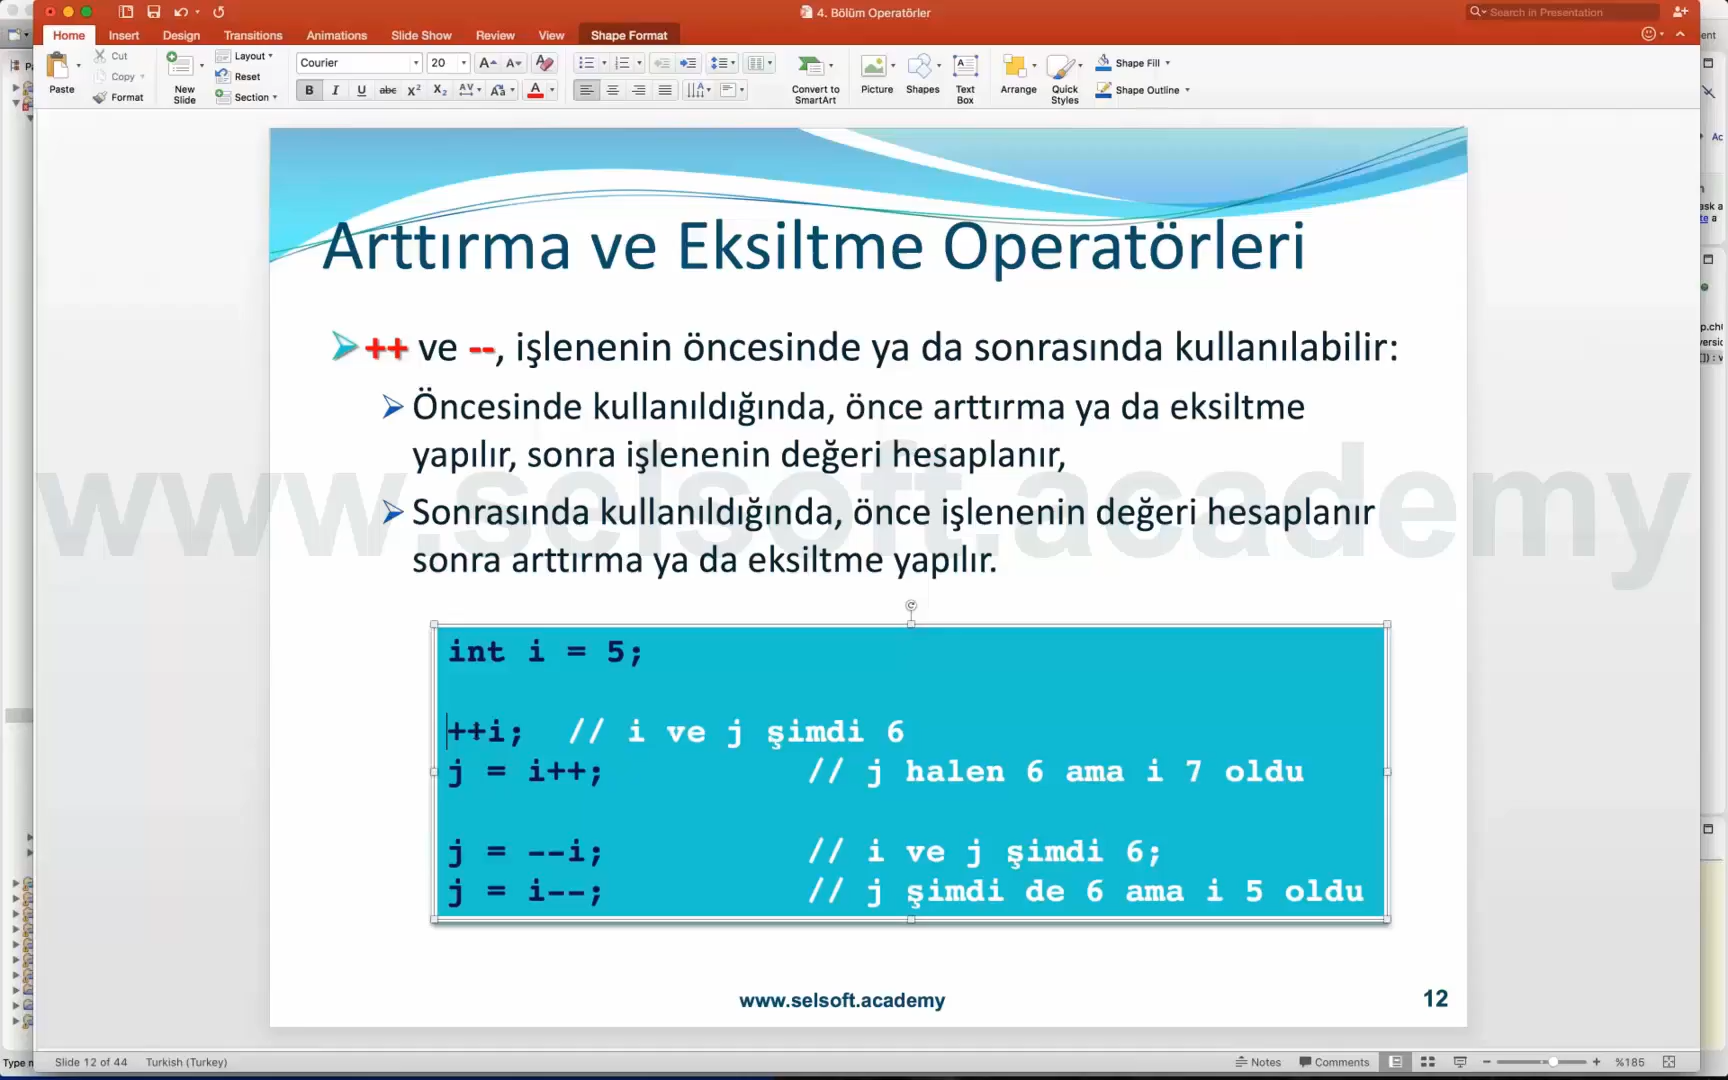 4. Bölüm Operatörler
Search in Presentation
Home Insert Design Transitions Animations Slide Show Review View Shape Format
Paste
Cut
Copy
Format
New Slide
Layout
Reset
Section
Courier 20
Convert to SmartArt
Picture
Shapes
Text Box
Arrange
Quick Styles
Shape Fill
Shape Outline
Arttırma ve Eksiltme Operatörleri
++ ve --, işlenenin öncesinde ya da sonrasında kullanılabilir:
Öncesinde kullanıldığında, önce arttırma ya da eksiltme
yapılır, sonra işlenenin değeri hesaplanır,
Sonrasında kullanıldığında, önce işlenenin değeri hesaplanır
sonra arttırma ya da eksiltme yapılır.
www.selsoft.academy
int i = 5;
++i; // i ve j şimdi 6
j = i++; // j halen 6 ama i 7 oldu
j = --i; // i ve j şimdi 6;
j = i--; // j şimdi de 6 ama i 5 oldu
www.selsoft.academy
12
Slide 12 of 44 Turkish (Turkey)
Notes Comments %185